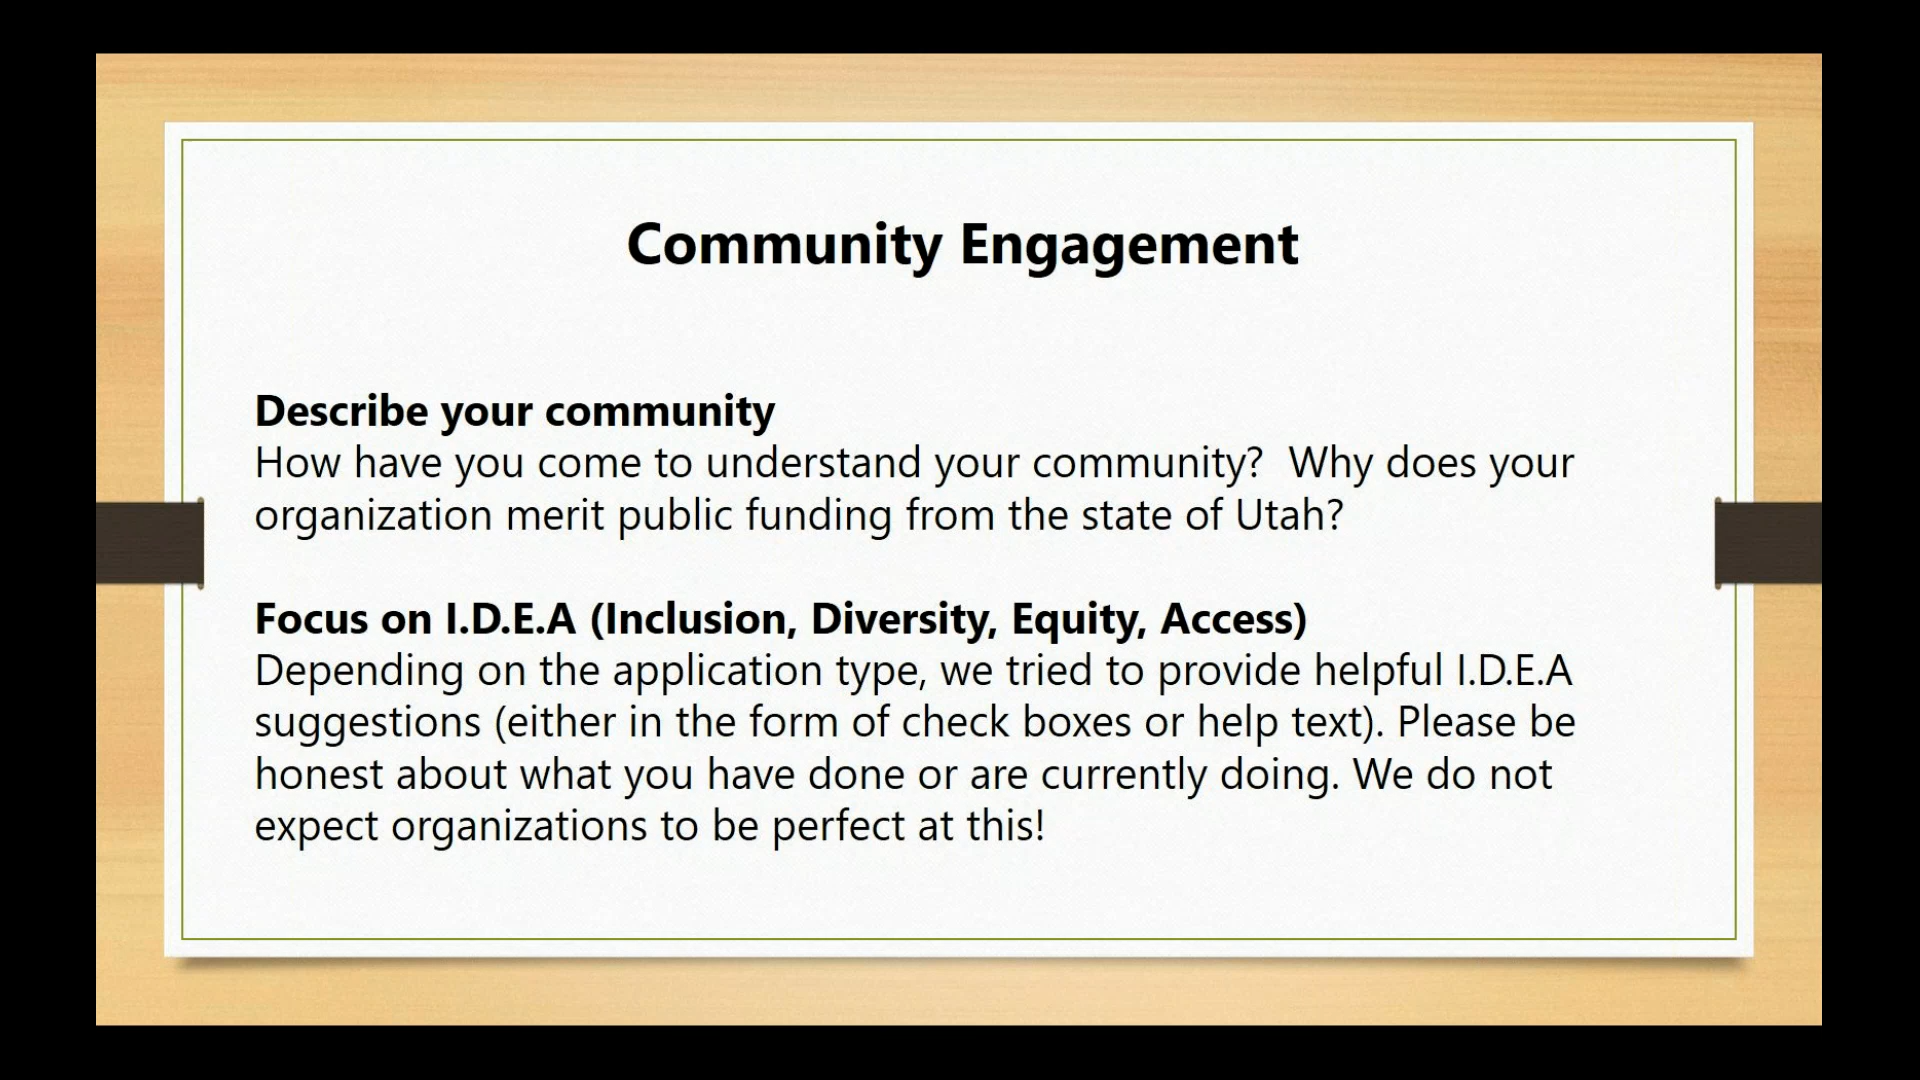 Community Engagement
Describe your community
How have you come to understand your community?  Why does your
organization merit public funding from the state of Utah?
Focus on I.D.E.A (Inclusion, Diversity, Equity, Access)
Depending on the application type, we tried to provide helpful I.D.E.A
suggestions (either in the form of check boxes or help text). Please be
honest about what you have done or are currently doing. We do not
expect organizations to be perfect at this!